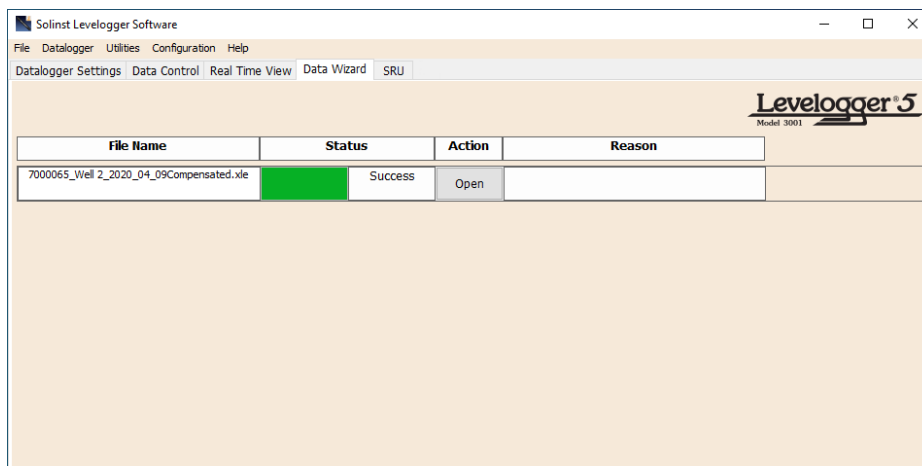 Solinst Levelogger Software
File Datalogger Utilities Configuration Help
Datalogger Settings Data Control Real Time View Data Wizard SRU
Levelogger®5
Model 3001
File Name Status Action Reason
7000065_Well 2_2020_04_09Compensated.xle Success Open